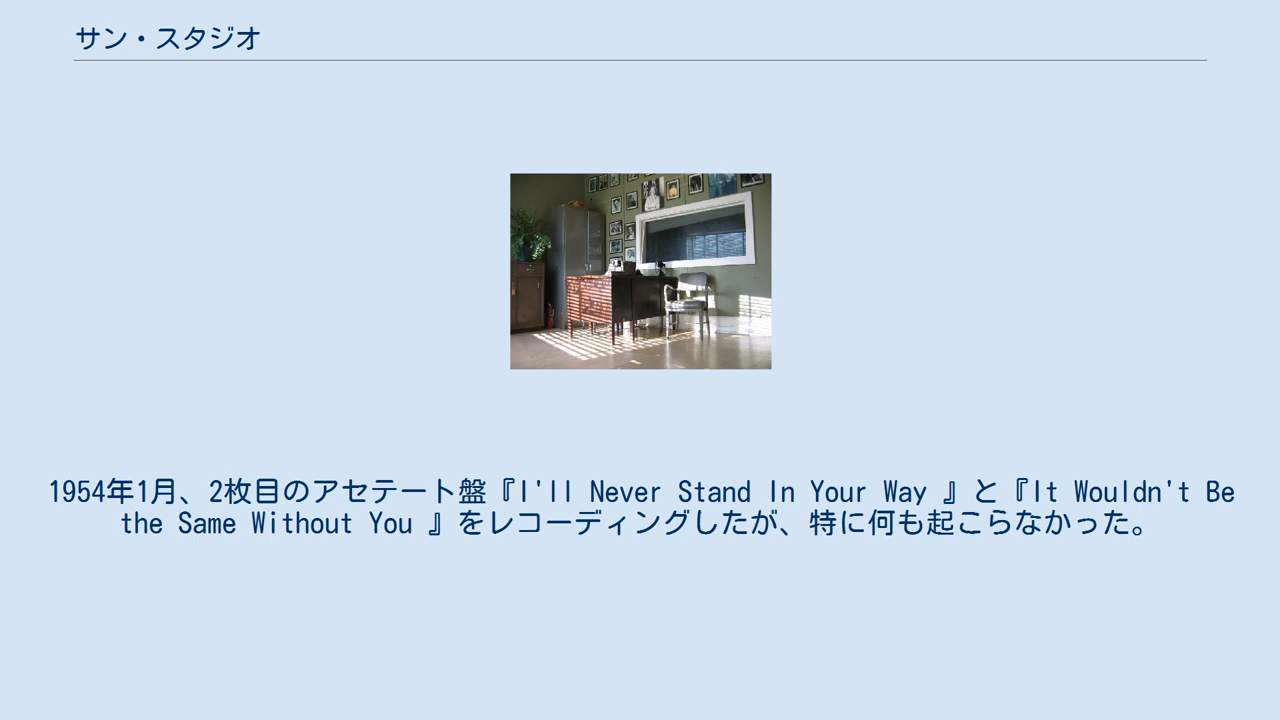 サン・スタジオ
1954年1月、2枚目のアセテート盤『I'll Never Stand In Your Way 』と『It Wouldn't Be
the Same Without You 』をレコーディングしたが、特に何も起こらなかった。